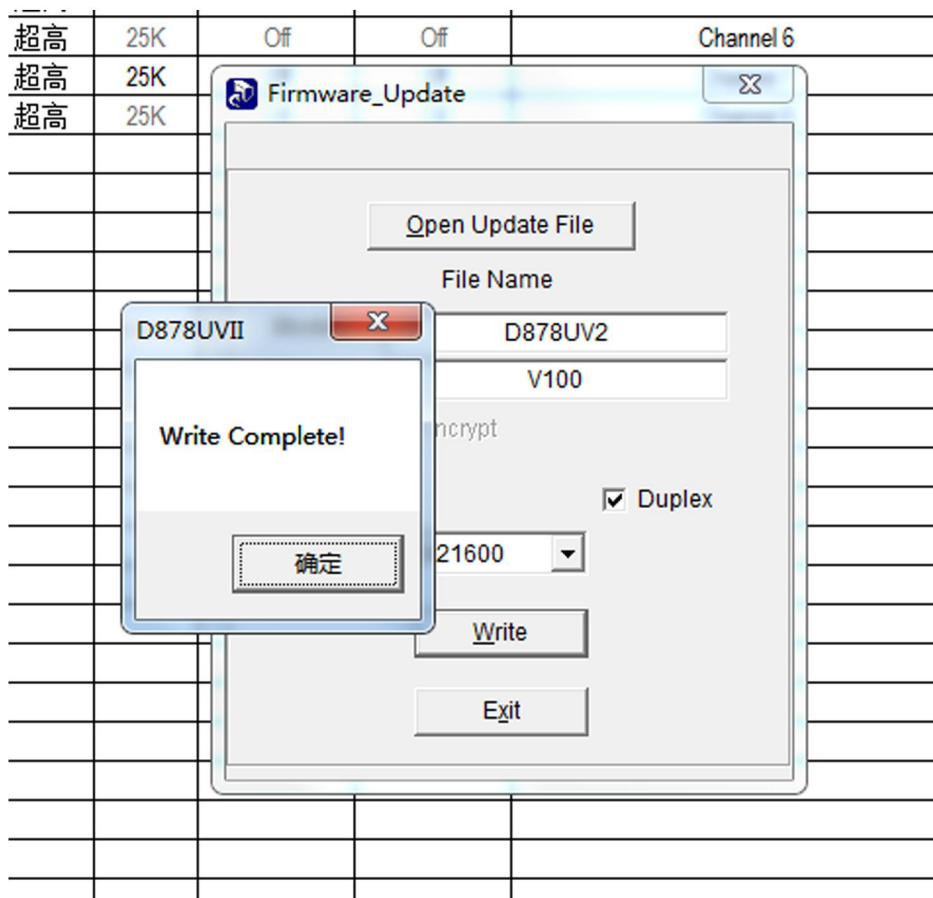 超高 25K Off Off Channel 6
超高 25K
超高 25K
Firmware_Update
Open Update File
File Name
D878UV2
V100
ncrypt
Duplex
21600
Write
Exit
D878UVII
Write Complete!
确定